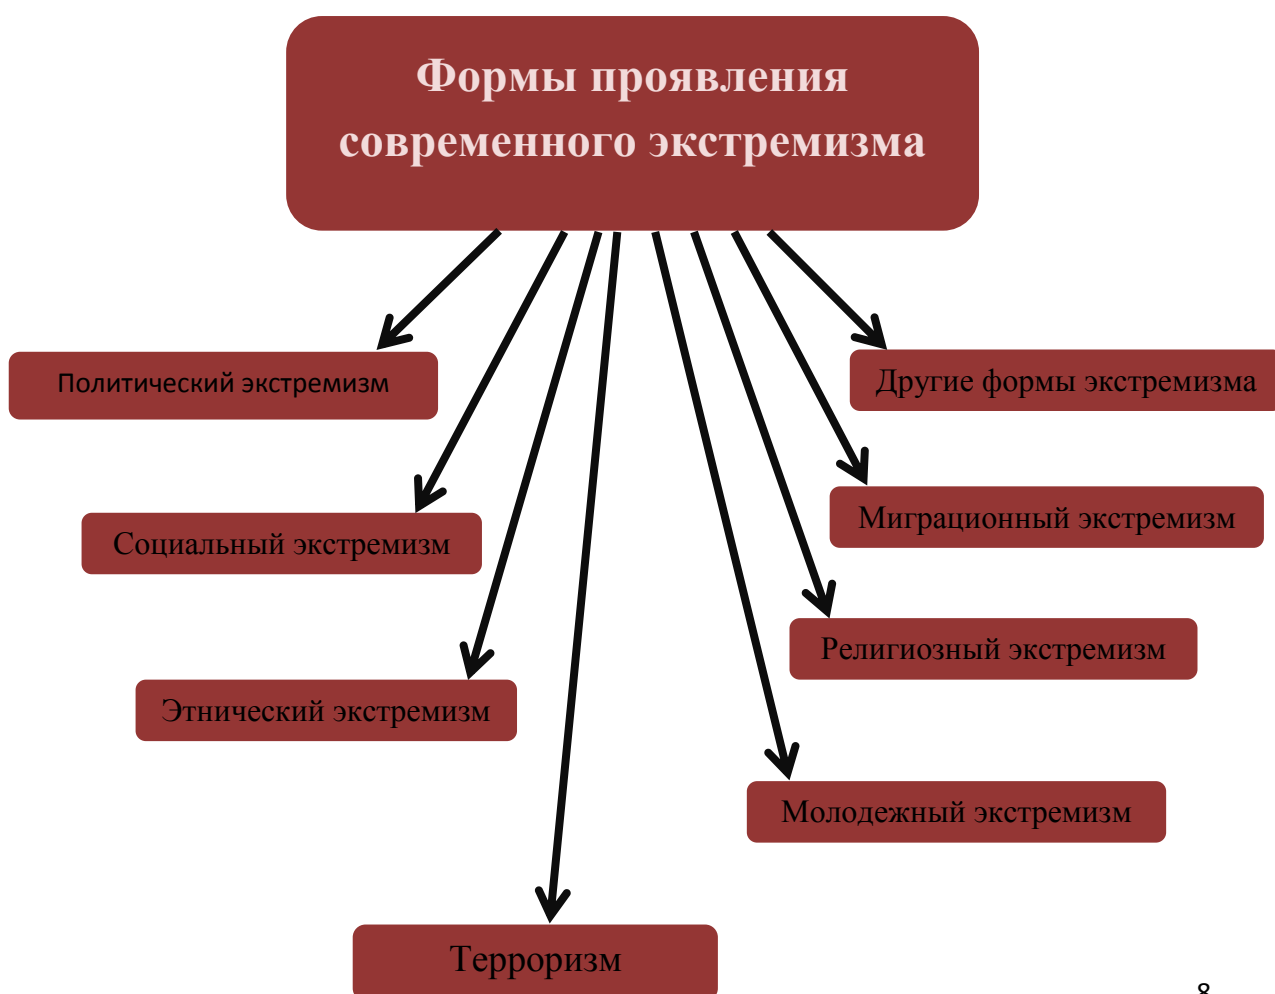 Формы проявления
современного экстремизма
Политический экстремизм
Другие формы экстремизма
Миграционный экстремизм
Социальный экстремизм
Религиозный экстремизм
Этнический экстремизм
Молодежный экстремизм
Терроризм
8